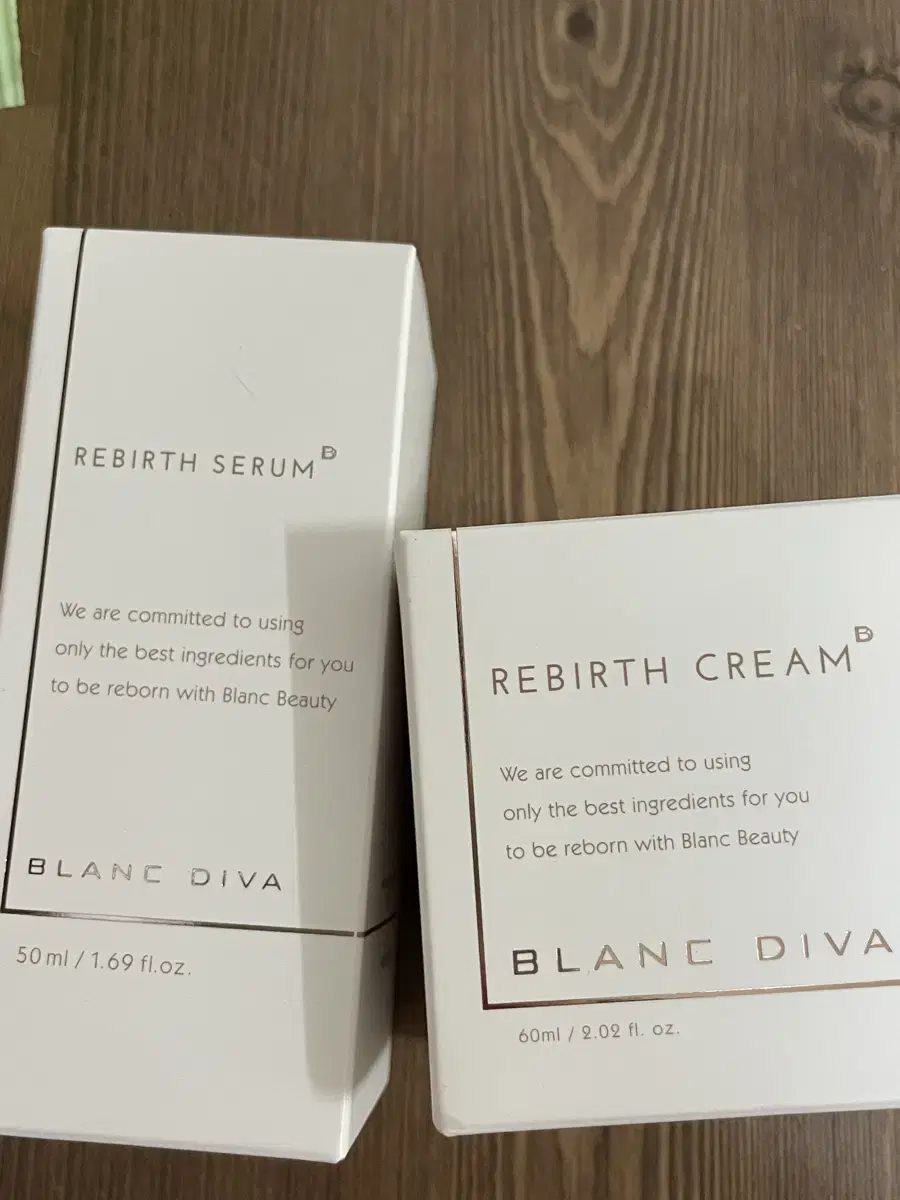 REBIRTH SERUM B
We are committed to using
only the best ingredients for you
to be reborn with Blanc Beauty
BLANC DIVA
50 ml / 1.69 fl.oz.
REBIRTH CREAM B
We are committed to using
only the best ingredients for you
to be reborn with Blanc Beauty
BLANC DIVA
60ml / 2.02 fl. oz.